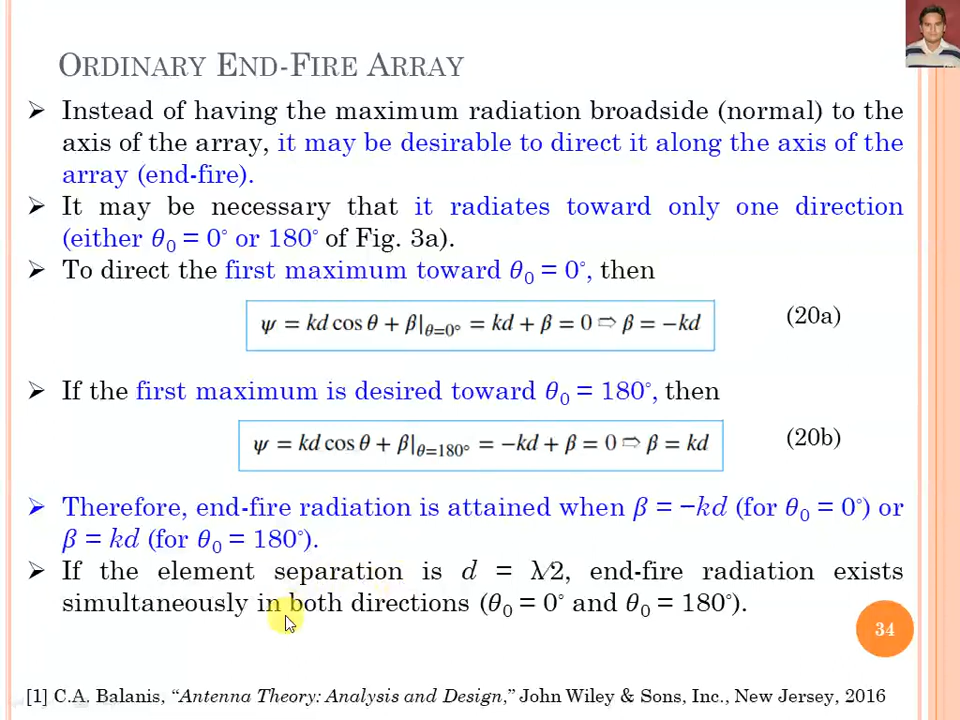 ORDINARY END-FIRE ARRAY
➢ Instead of having the maximum radiation broadside (normal) to the
axis of the array, it may be desirable to direct it along the axis of the
array (end-fire).
➢ It may be necessary that it radiates toward only one direction
(either θ₀ = 0° or 180° of Fig. 3a).
➢ To direct the first maximum toward θ₀ = 0°, then
ψ = kd cos θ + β|θ=0° = kd + β = 0 ⇨ β = −kd (20a)
➢ If the first maximum is desired toward θ₀ = 180°, then
ψ = kd cos θ + β|θ=180° = −kd + β = 0 ⇨ β = kd (20b)
➢ Therefore, end-fire radiation is attained when β = −kd (for θ₀ = 0°) or
β = kd (for θ₀ = 180°).
➢ If the element separation is d = λ/2, end-fire radiation exists
simultaneously in both directions (θ₀ = 0° and θ₀ = 180°).
34
[1] C.A. Balanis, “Antenna Theory: Analysis and Design,” John Wiley & Sons, Inc., New Jersey, 2016